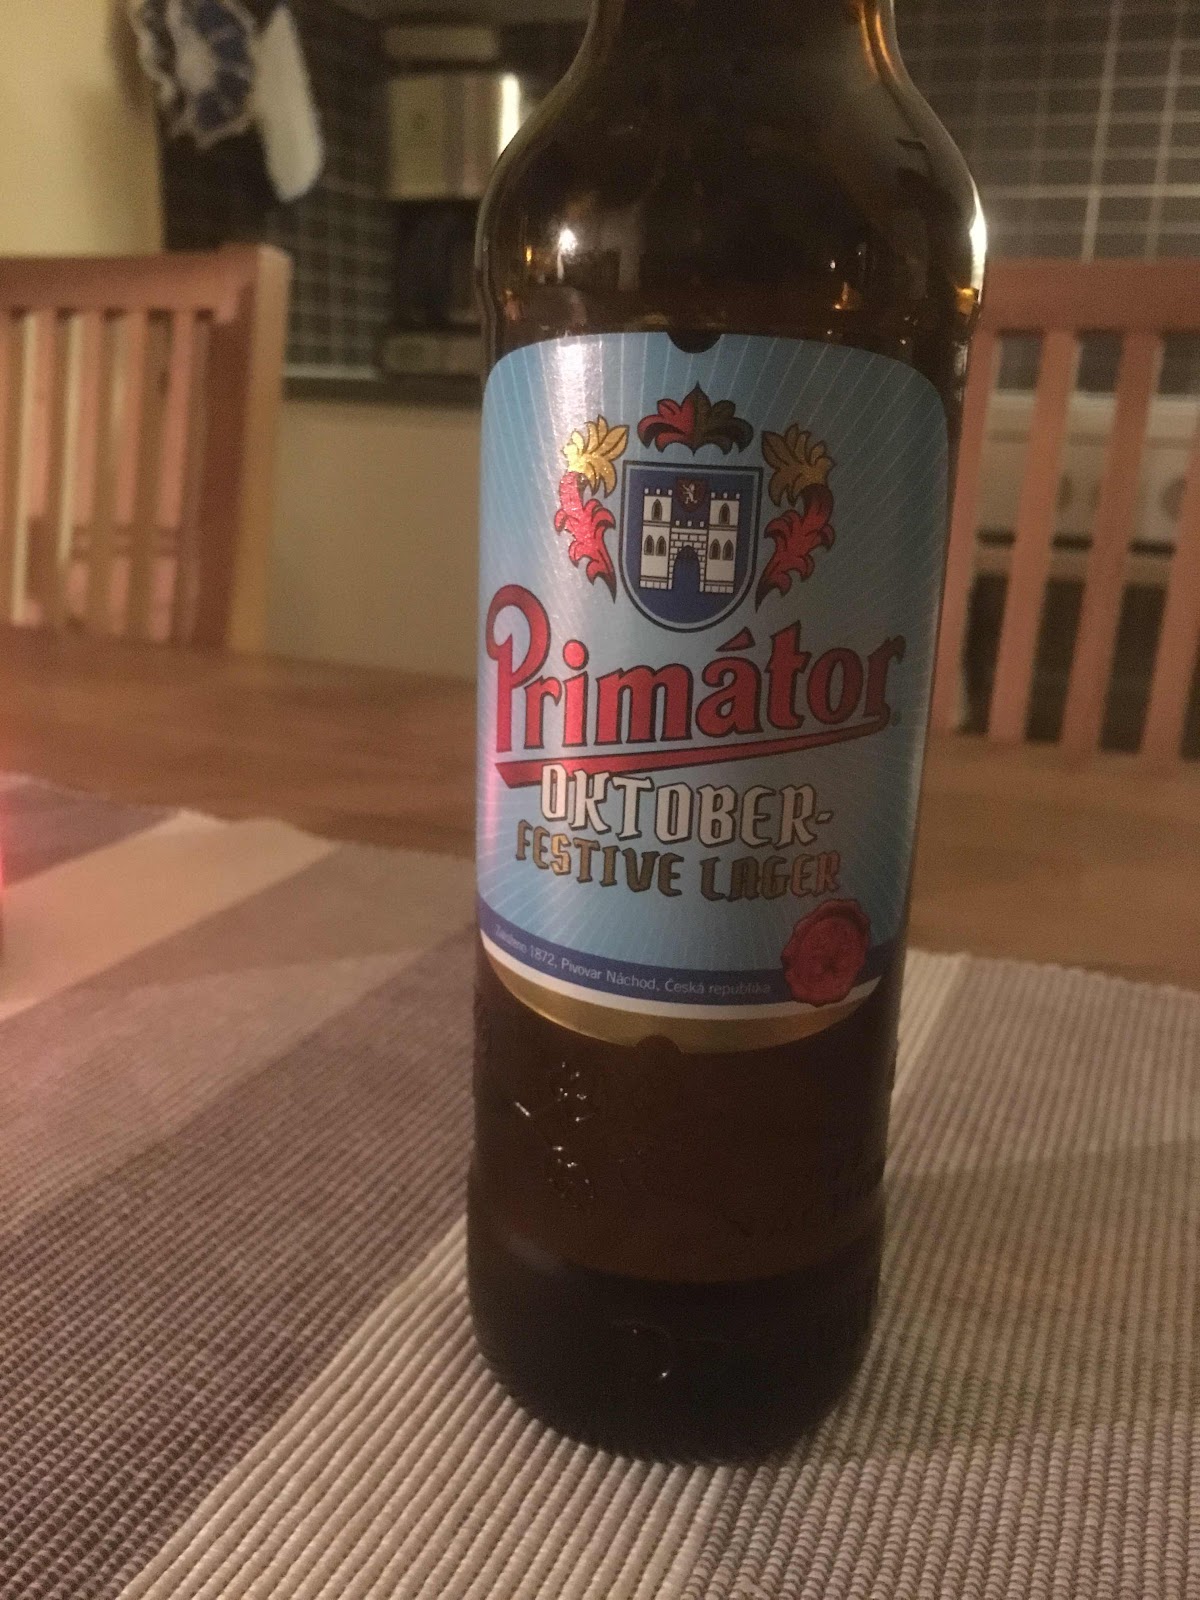 Primátor
OKTOBER-
FESTIVE LAGER
Založeno 1872, Pivovar Náchod, Česká republika